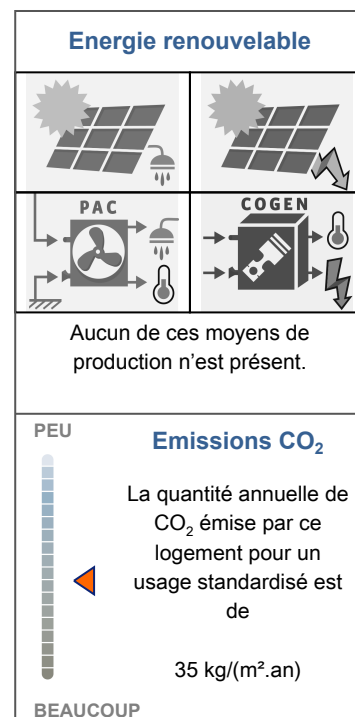 Energie renouvelable
PAC
COGEN
Aucun de ces moyens de
production n'est présent.
PEU
Emissions CO₂
La quantité annuelle de
CO₂ émise par ce
logement pour un
usage standardisé est
de
35 kg/(m².an)
BEAUCOUP